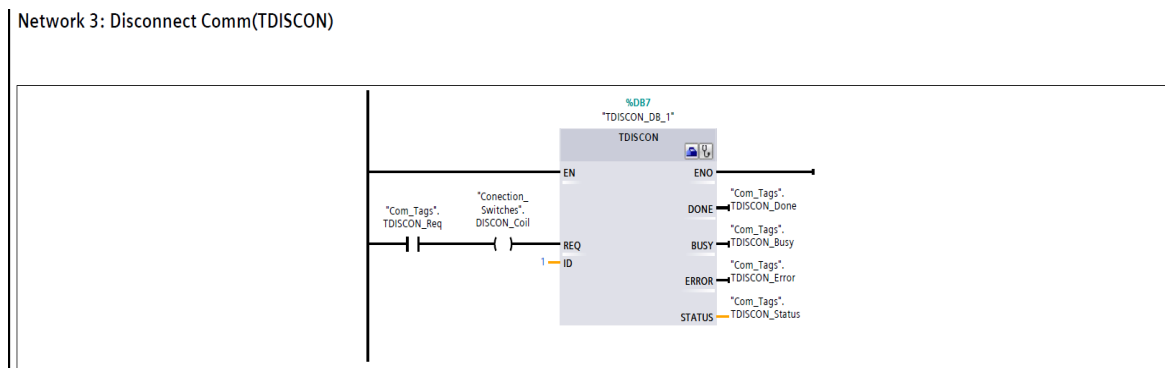 Network 3: Disconnect Comm(TDISCON)
%DB7
"TDISCON_DB_1"
TDISCON
EN
ENO
"Com_Tags".
TDISCON_Req
"Conection_
Switches".
DISCON_Coil
REQ
1
ID
DONE
"Com_Tags".
TDISCON_Done
BUSY
"Com_Tags".
TDISCON_Busy
ERROR
"Com_Tags".
TDISCON_Error
STATUS
"Com_Tags".
TDISCON_Status